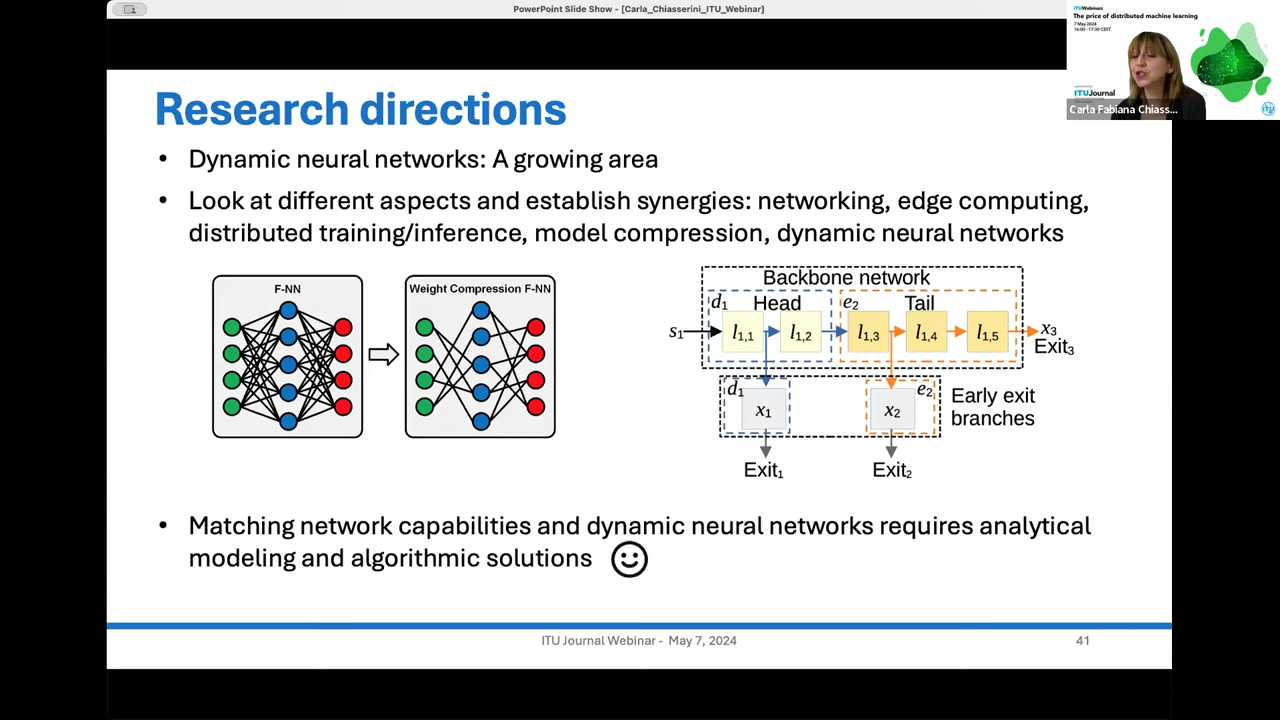 PowerPoint Slide Show - [Carla_Chiasserini_ITU_Webinar]
ITUWebinars
The price of distributed machine learning
7 May 2024
16:00 - 17:30 CEST
ITUJournal
Carla Fabiana Chiass...
Research directions
• Dynamic neural networks: A growing area
• Look at different aspects and establish synergies: networking, edge computing,
distributed training/inference, model compression, dynamic neural networks
F-NN
Weight Compression F-NN
Backbone network
d1 Head e2 Tail
s1 l1,1 l1,2 l1,3 l1,4 l1,5 x3
Exit3
d1 x1 x2 e2
Early exit
branches
Exit1 Exit2
• Matching network capabilities and dynamic neural networks requires analytical
modeling and algorithmic solutions
ITU Journal Webinar - May 7, 2024
41